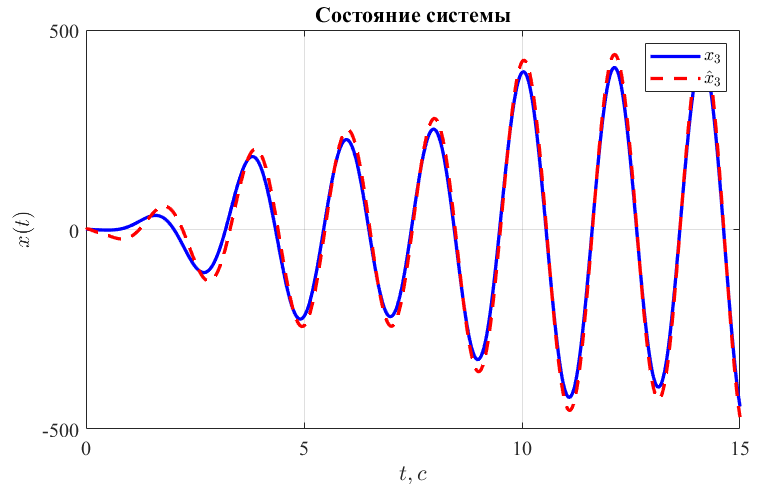 Состояние системы
500
x₃
x̂₃
x(t)
0
-500
0
5
10
15
t, c